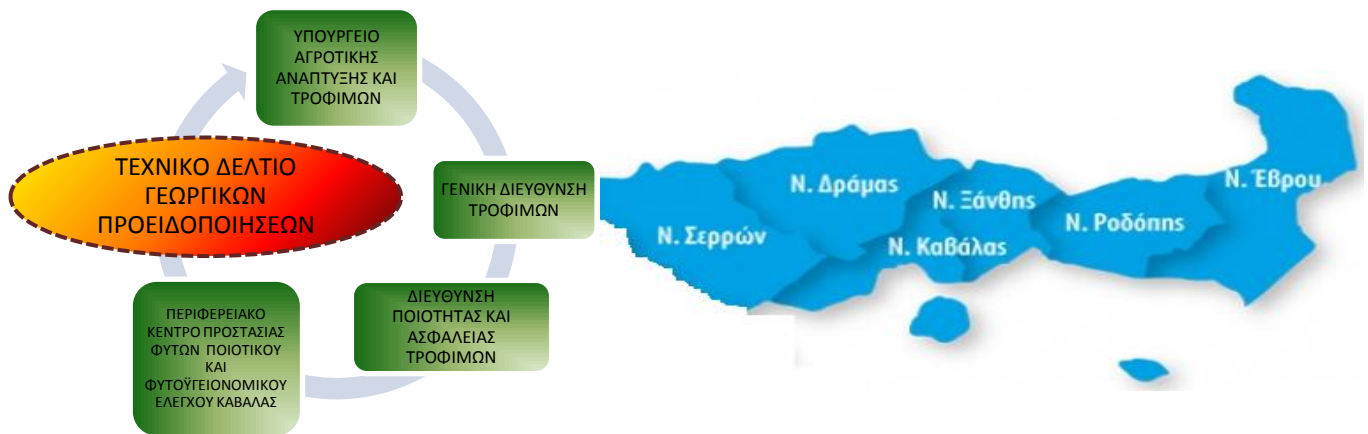 ΥΠΟΥΡΓΕΙΟ
ΑΓΡΟΤΙΚΗΣ
ΑΝΑΠΤΥΞΗΣ ΚΑΙ
ΤΡΟΦΙΜΩΝ
ΤΕΧΝΙΚΟ ΔΕΛΤΙΟ
ΓΕΩΡΓΙΚΩΝ
ΠΡΟΕΙΔΟΠΟΙΗΣΕΩΝ
ΓΕΝΙΚΗ ΔΙΕΥΘΥΝΣΗ
ΤΡΟΦΙΜΩΝ
ΔΙΕΥΘΥΝΣΗ
ΠΟΙΟΤΗΤΑΣ ΚΑΙ
ΑΣΦΑΛΕΙΑΣ
ΤΡΟΦΙΜΩΝ
ΠΕΡΙΦΕΡΕΙΑΚΟ
ΚΕΝΤΡΟ ΠΡΟΣΤΑΣΙΑΣ
ΦΥΤΩΝ ΠΟΙΟΤΙΚΟΥ
ΚΑΙ
ΦΥΤΟΫΓΕΙΟΝΟΜΙΚΟΥ
ΕΛΕΓΧΟΥ ΚΑΒΑΛΑΣ
Ν. Σερρών
Ν. Δράμας
Ν. Καβάλας
Ν. Ξάνθης
Ν. Ροδόπης
Ν. Έβρου